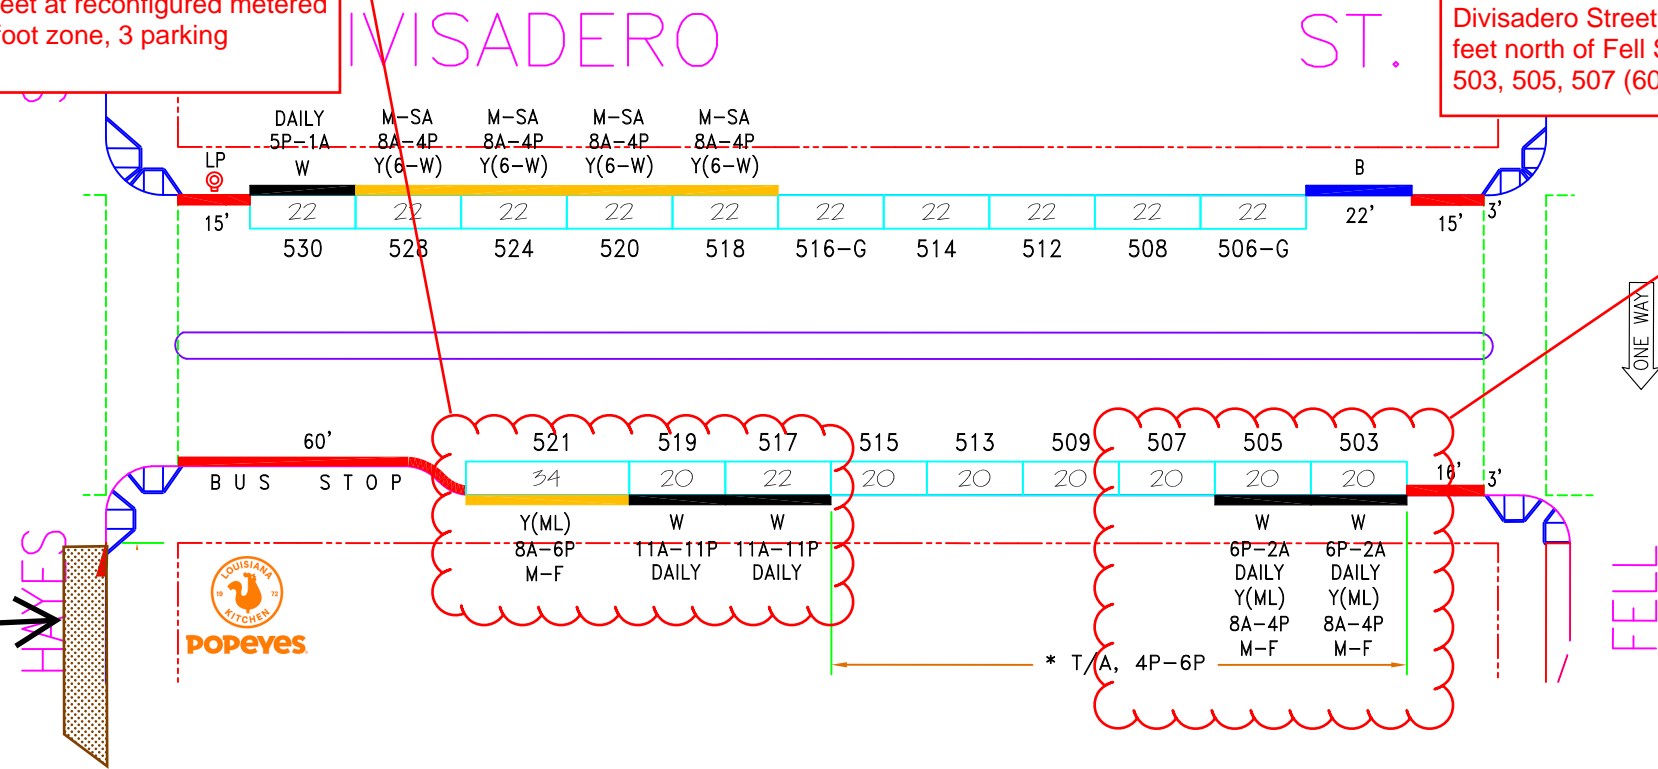 eet at reconfigured metered
foot zone, 3 parking
IVISADERO
ST.
Divisadero Street
feet north of Fell S
503, 505, 507 (60
DAILY
5P-1A
W
M-SA
8A-4P
Y(6-W)
M-SA
8A-4P
Y(6-W)
M-SA
8A-4P
Y(6-W)
M-SA
8A-4P
Y(6-W)
LP
B
15'
22
22
22
22
22
22
22
22
22
22
22'
15'
3'
530
528
524
520
518
516-G
514
512
508
506-G
ONE WAY
60'
BUS STOP
521
519
517
515
513
509
507
505
503
34
20
22
20
20
20
20
20
20
16'
3'
Y(ML)
8A-6P
M-F
W
11A-11P
DAILY
W
11A-11P
DAILY
W
6P-2A
DAILY
Y(ML)
8A-4P
M-F
W
6P-2A
DAILY
Y(ML)
8A-4P
M-F
* T/A, 4P-6P
HAYES
LOUISIANA
19 72
KITCHEN
POPEYES
FELL